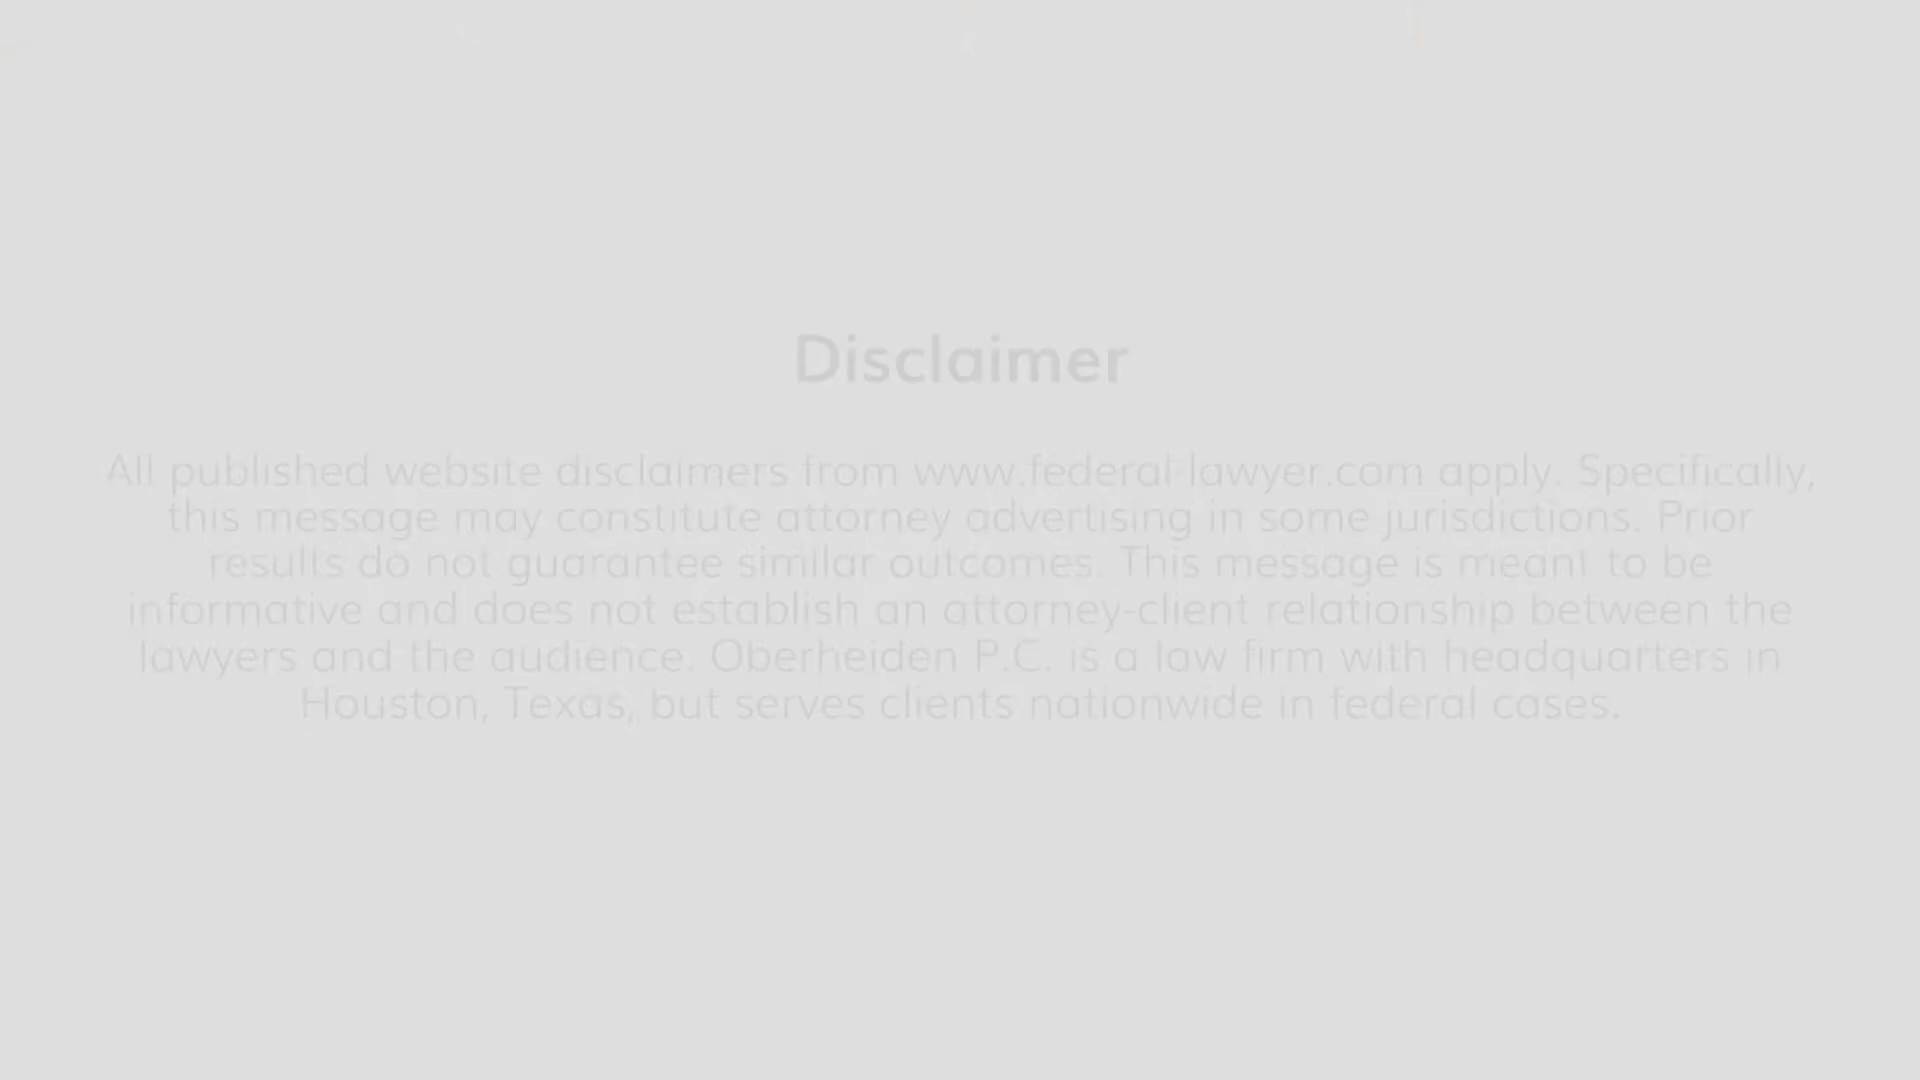 Disclaimer
All published website disclaimers from www.federal-lawyer.com apply. Specifically,
this message may constitute attorney advertising in some jurisdictions. Prior
results do not guarantee similar outcomes. This message is meant to be
informative and does not establish an attorney-client relationship between the
lawyers and the audience. Oberheiden P.C. is a law firm with headquarters in
Houston, Texas, but serves clients nationwide in federal cases.